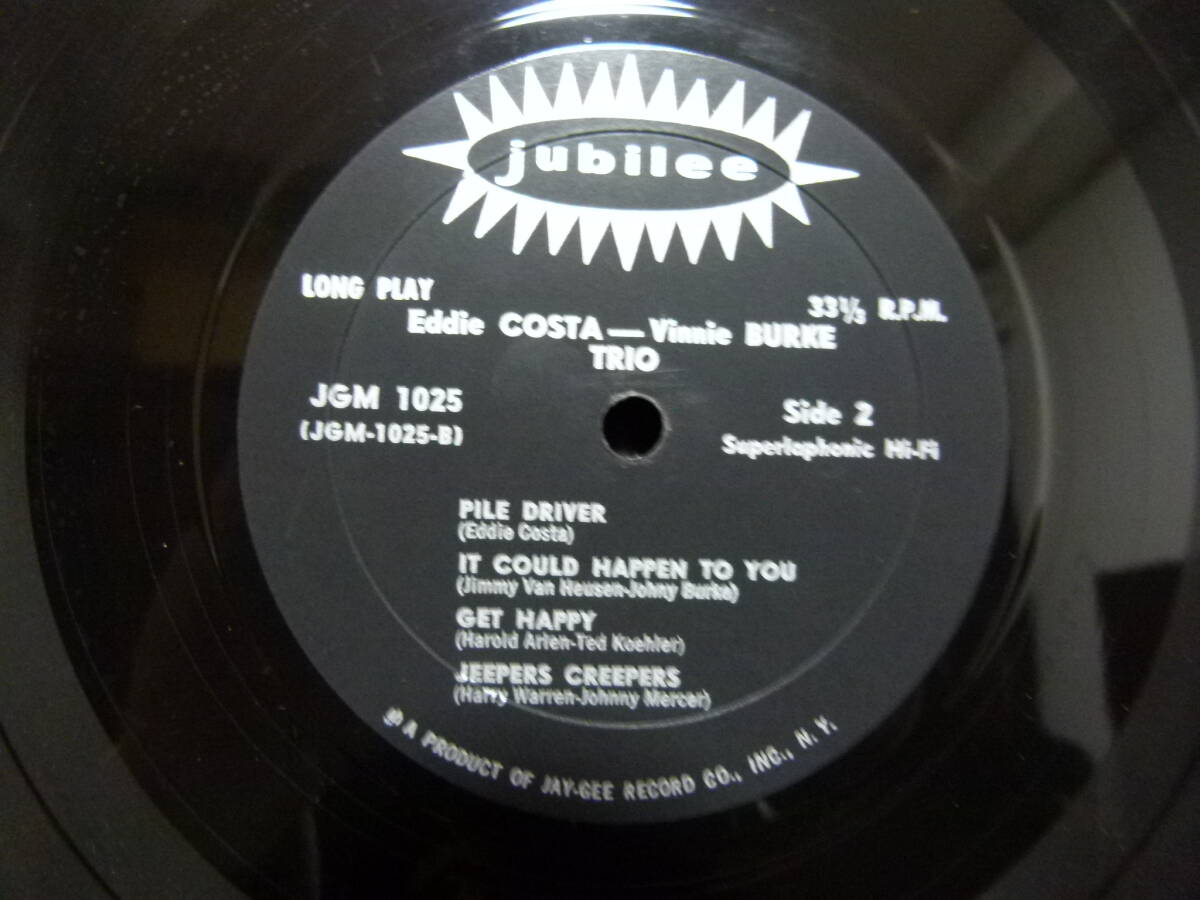 jubilee
LONG PLAY
33⅓ R.P.M.
Eddie COSTA — Vinnie BURKE
TRIO
JGM 1025
(JGM-1025-B)
Side 2
Superlaphonic Hi-Fi
PILE DRIVER
(Eddie Costa)
IT COULD HAPPEN TO YOU
(Jimmy Van Heusen-Johny Burke)
GET HAPPY
(Harold Arlen-Ted Koehler)
JEEPERS CREEPERS
(Harry Warren-Johnny Mercer)
A PRODUCT OF JAY-GEE RECORD CO., INC., N. Y.